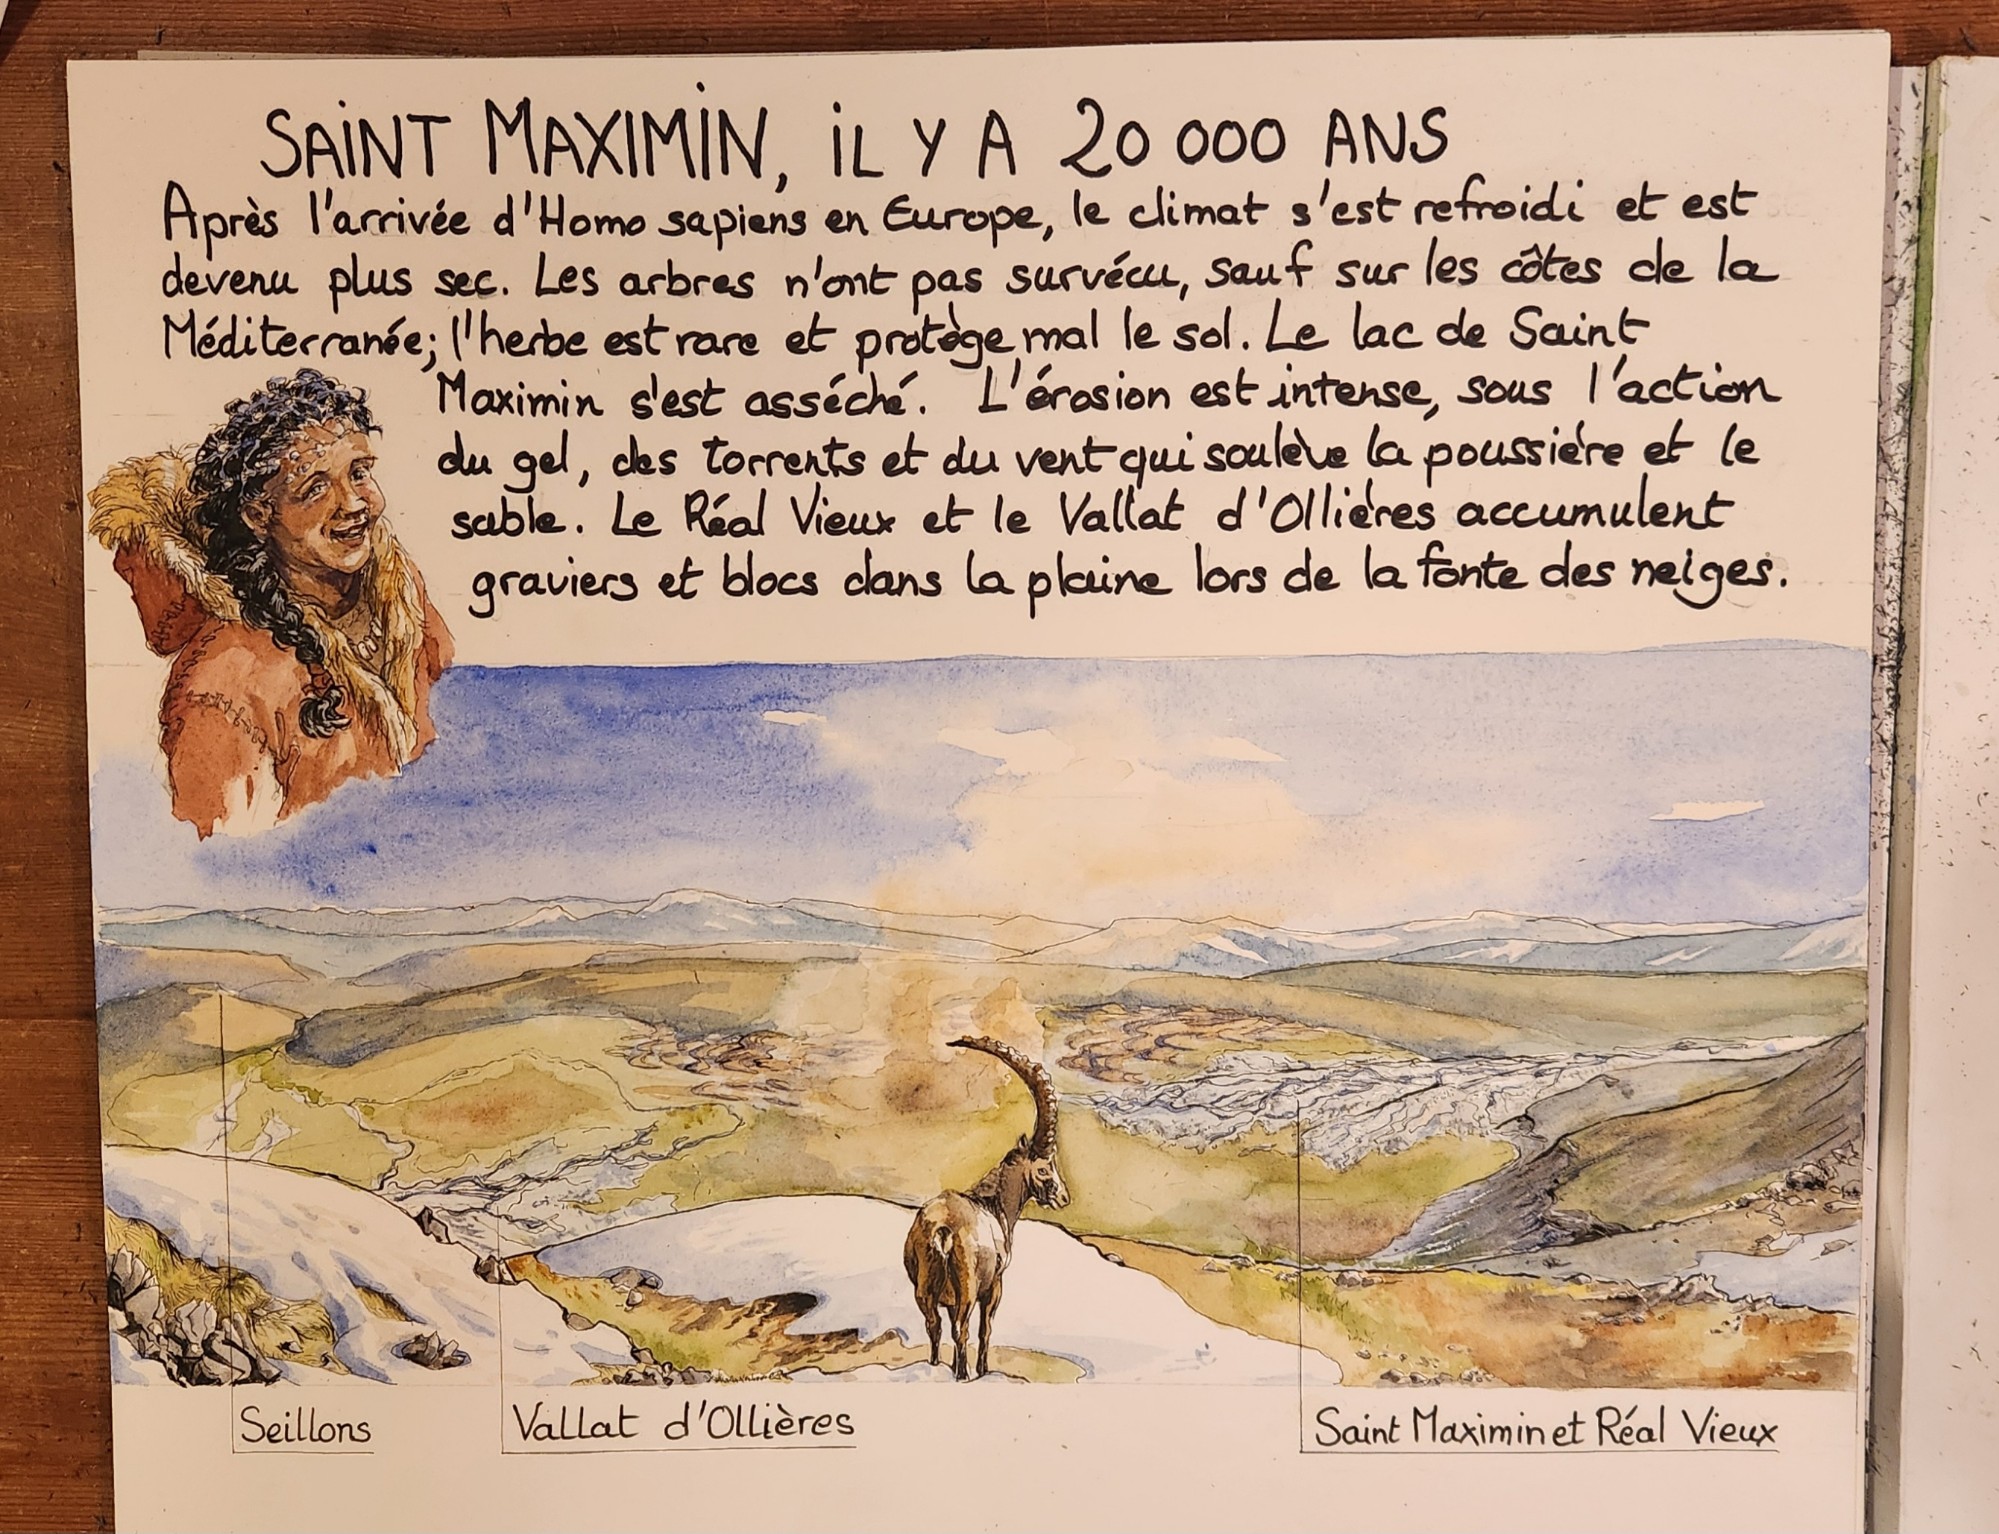 SAINT MAXIMIN, IL Y A 20 000 ANS
Après l'arrivée d'Homo sapiens en Europe, le climat s'est refroidi et est
devenu plus sec. Les arbres n'ont pas survécu, sauf sur les côtes de la
Méditerranée; l'herbe est rare et protège mal le sol. Le lac de Saint
Maximin s'est asséché. L'érosion est intense, sous l'action
du gel, des torrents et du vent qui soulève la poussière et le
sable. Le Réal Vieux et le Vallat d'Ollières accumulent
graviers et blocs dans la plaine lors de la fonte des neiges.
Seillons
Vallat d'Ollières
Saint Maximin et Réal Vieux